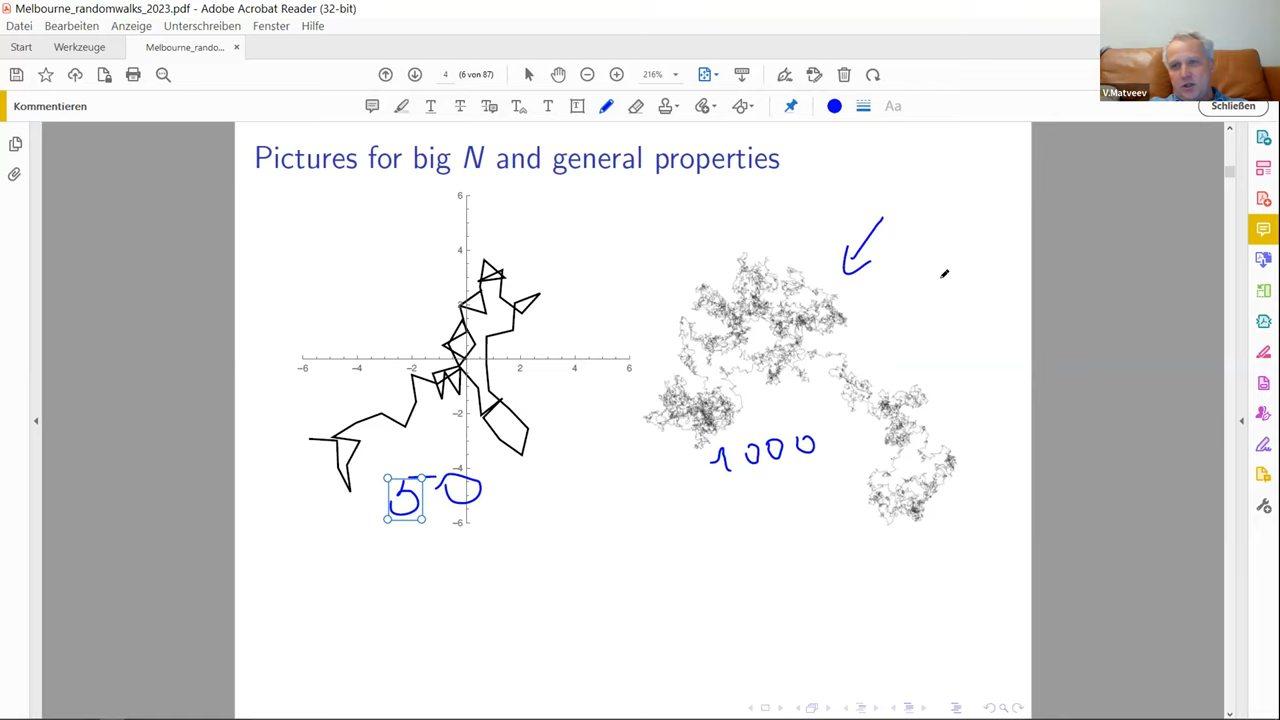 Melbourne_randomwalks_2023.pdf - Adobe Acrobat Reader (32-bit)
Datei Bearbeiten Anzeige Unterschreiben Fenster Hilfe
Start Werkzeuge Melbourne_rando... ×
4 (6 von 87) 216%
V.Matveev
Kommentieren Aa Schließen
Pictures for big N and general properties
6
4
2
−6 −4 −2 2 4 6
−2
−4
−6
50
1000